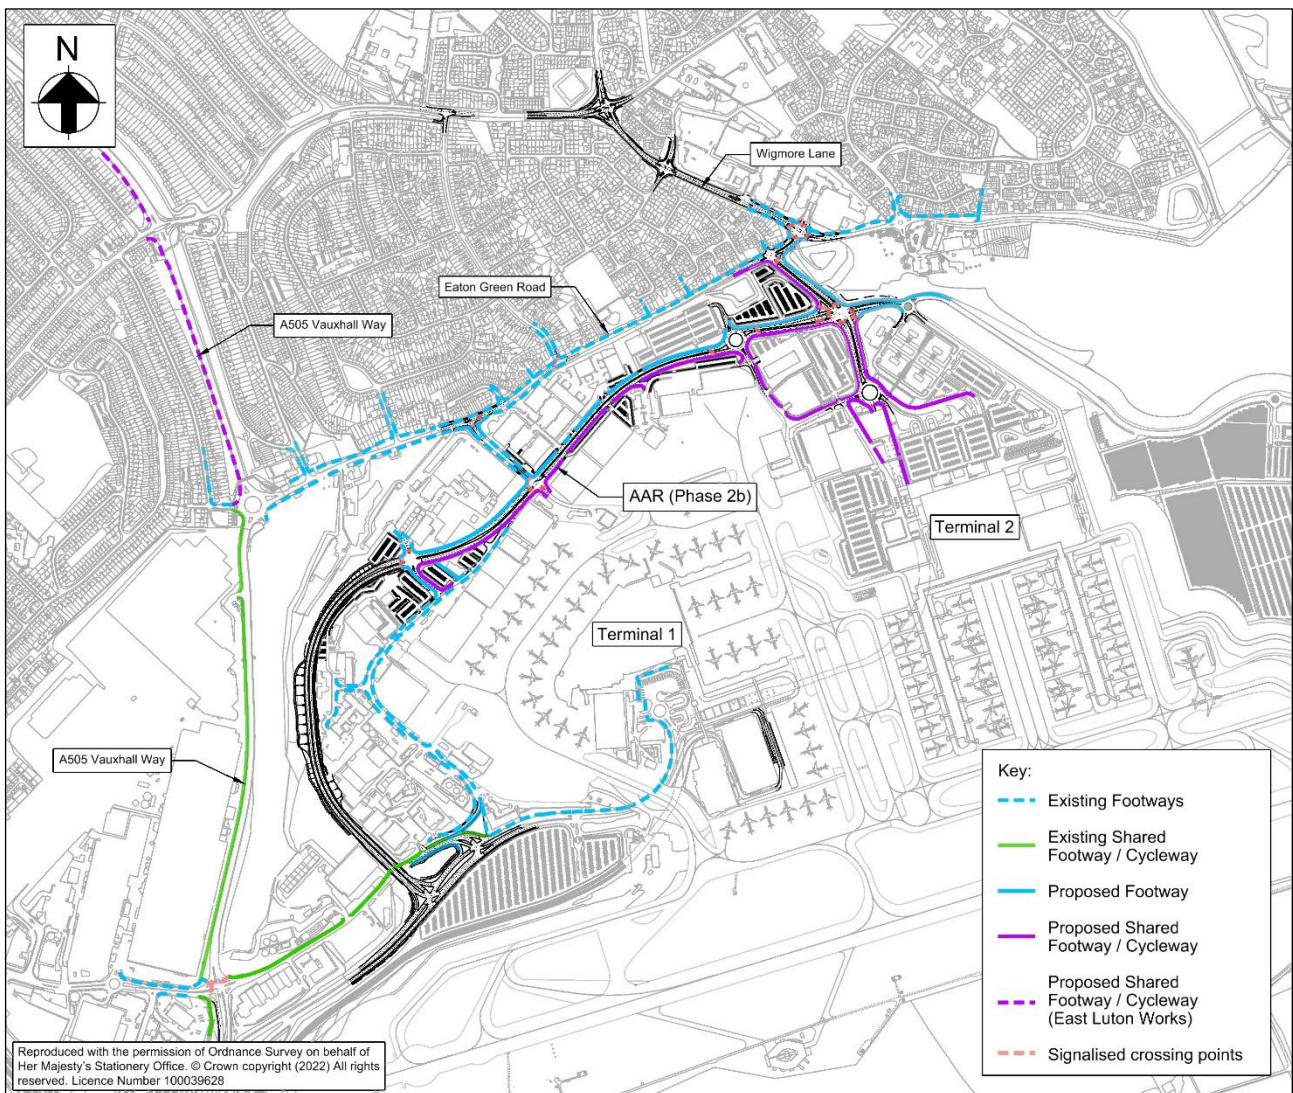 N
Wigmore Lane
Eaton Green Road
A505 Vauxhall Way
AAR (Phase 2b)
Terminal 2
Terminal 1
A505 Vauxhall Way
Key:
Existing Footways
Existing Shared
Footway / Cycleway
Proposed Footway
Proposed Shared
Footway / Cycleway
Proposed Shared
Footway / Cycleway
(East Luton Works)
Signalised crossing points
Reproduced with the permission of Ordnance Survey on behalf of
Her Majesty's Stationery Office. © Crown copyright (2022) All rights
reserved. Licence Number 100039628